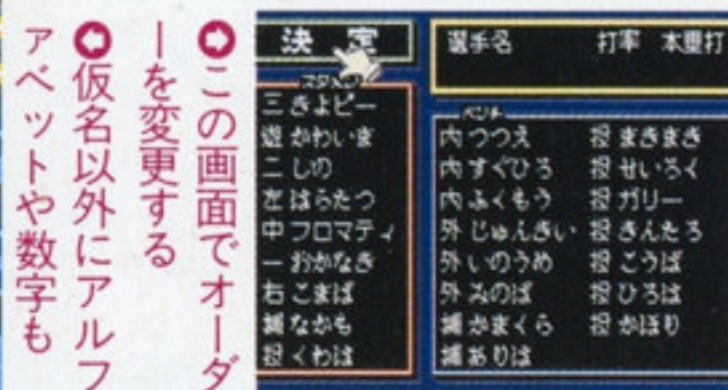 ➡この画面でオーダ
ーを変更する
⬅仮名以外にアルフ
ァベットや数字も
決 定
スタメン
三 きよピー
遊 かわいま
二 しの
左 はらたつ
中 フロマティ
一 おかなき
右 こまば
捕 なかも
投 くわは
選手名 打率 本塁打
ベンチ
内 つつえ 投 まきまき
内 すぐひろ 投 せいろく
内 ふくもう 投 ガリー
外 じゅんきい 投 きんたろ
外 いのうめ 投 こうば
外 みのば 投 ひろは
捕 かまくら 投 かほり
捕 ありは